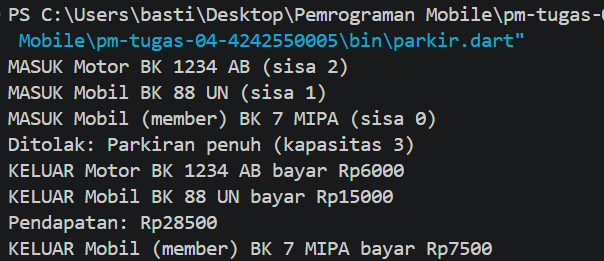 PS C:\Users\basti\Desktop\Pemrograman Mobile\pm-tugas-0
Mobile\pm-tugas-04-4242550005\bin\parkir.dart"
MASUK Motor BK 1234 AB (sisa 2)
MASUK Mobil BK 88 UN (sisa 1)
MASUK Mobil (member) BK 7 MIPA (sisa 0)
Ditolak: Parkiran penuh (kapasitas 3)
KELUAR Motor BK 1234 AB bayar Rp6000
KELUAR Mobil BK 88 UN bayar Rp15000
Pendapatan: Rp28500
KELUAR Mobil (member) BK 7 MIPA bayar Rp7500